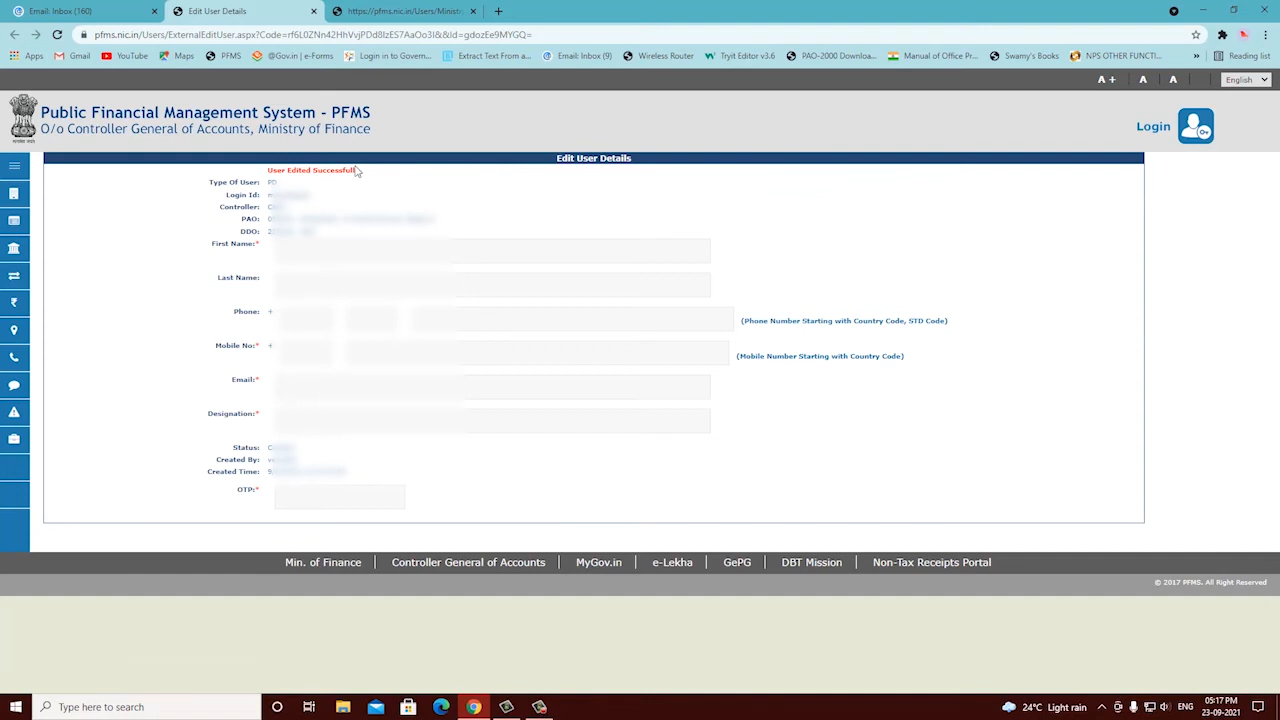 Email: Inbox (160)
Edit User Details
https://pfms.nic.in/Users/Ministr
pfms.nic.in/Users/ExternalEditUser.aspx?Code=rf6L0ZNn42HhVvjPDd8IzES7AaOo3I&&Id=gdozEe9MYGQ=
Apps
Gmail
YouTube
Maps
PFMS
@Gov.in | e-Forms
Login in to Govern...
Extract Text From a...
Email: Inbox (9)
Wireless Router
Tryit Editor v3.6
PAO-2000 Downloa...
Manual of Office Pr...
Swamy's Books
NPS OTHER FUNCTI...
»
Reading list
A +
A
A
English
Public Financial Management System - PFMS
O/o Controller General of Accounts, Ministry of Finance
Login
Edit User Details
User Edited Successfull
Type Of User: PD
Login Id:
Controller:
PAO:
DDO:
First Name:*
Last Name:
Phone: +
(Phone Number Starting with Country Code, STD Code)
Mobile No:* +
(Mobile Number Starting with Country Code)
Email:*
Designation:*
Status:
Created By:
Created Time:
OTP:*
Min. of Finance
Controller General of Accounts
MyGov.in
e-Lekha
GePG
DBT Mission
Non-Tax Receipts Portal
© 2017 PFMS. All Right Reserved
Type here to search
24°C Light rain
ENG
05:17 PM
23-09-2021